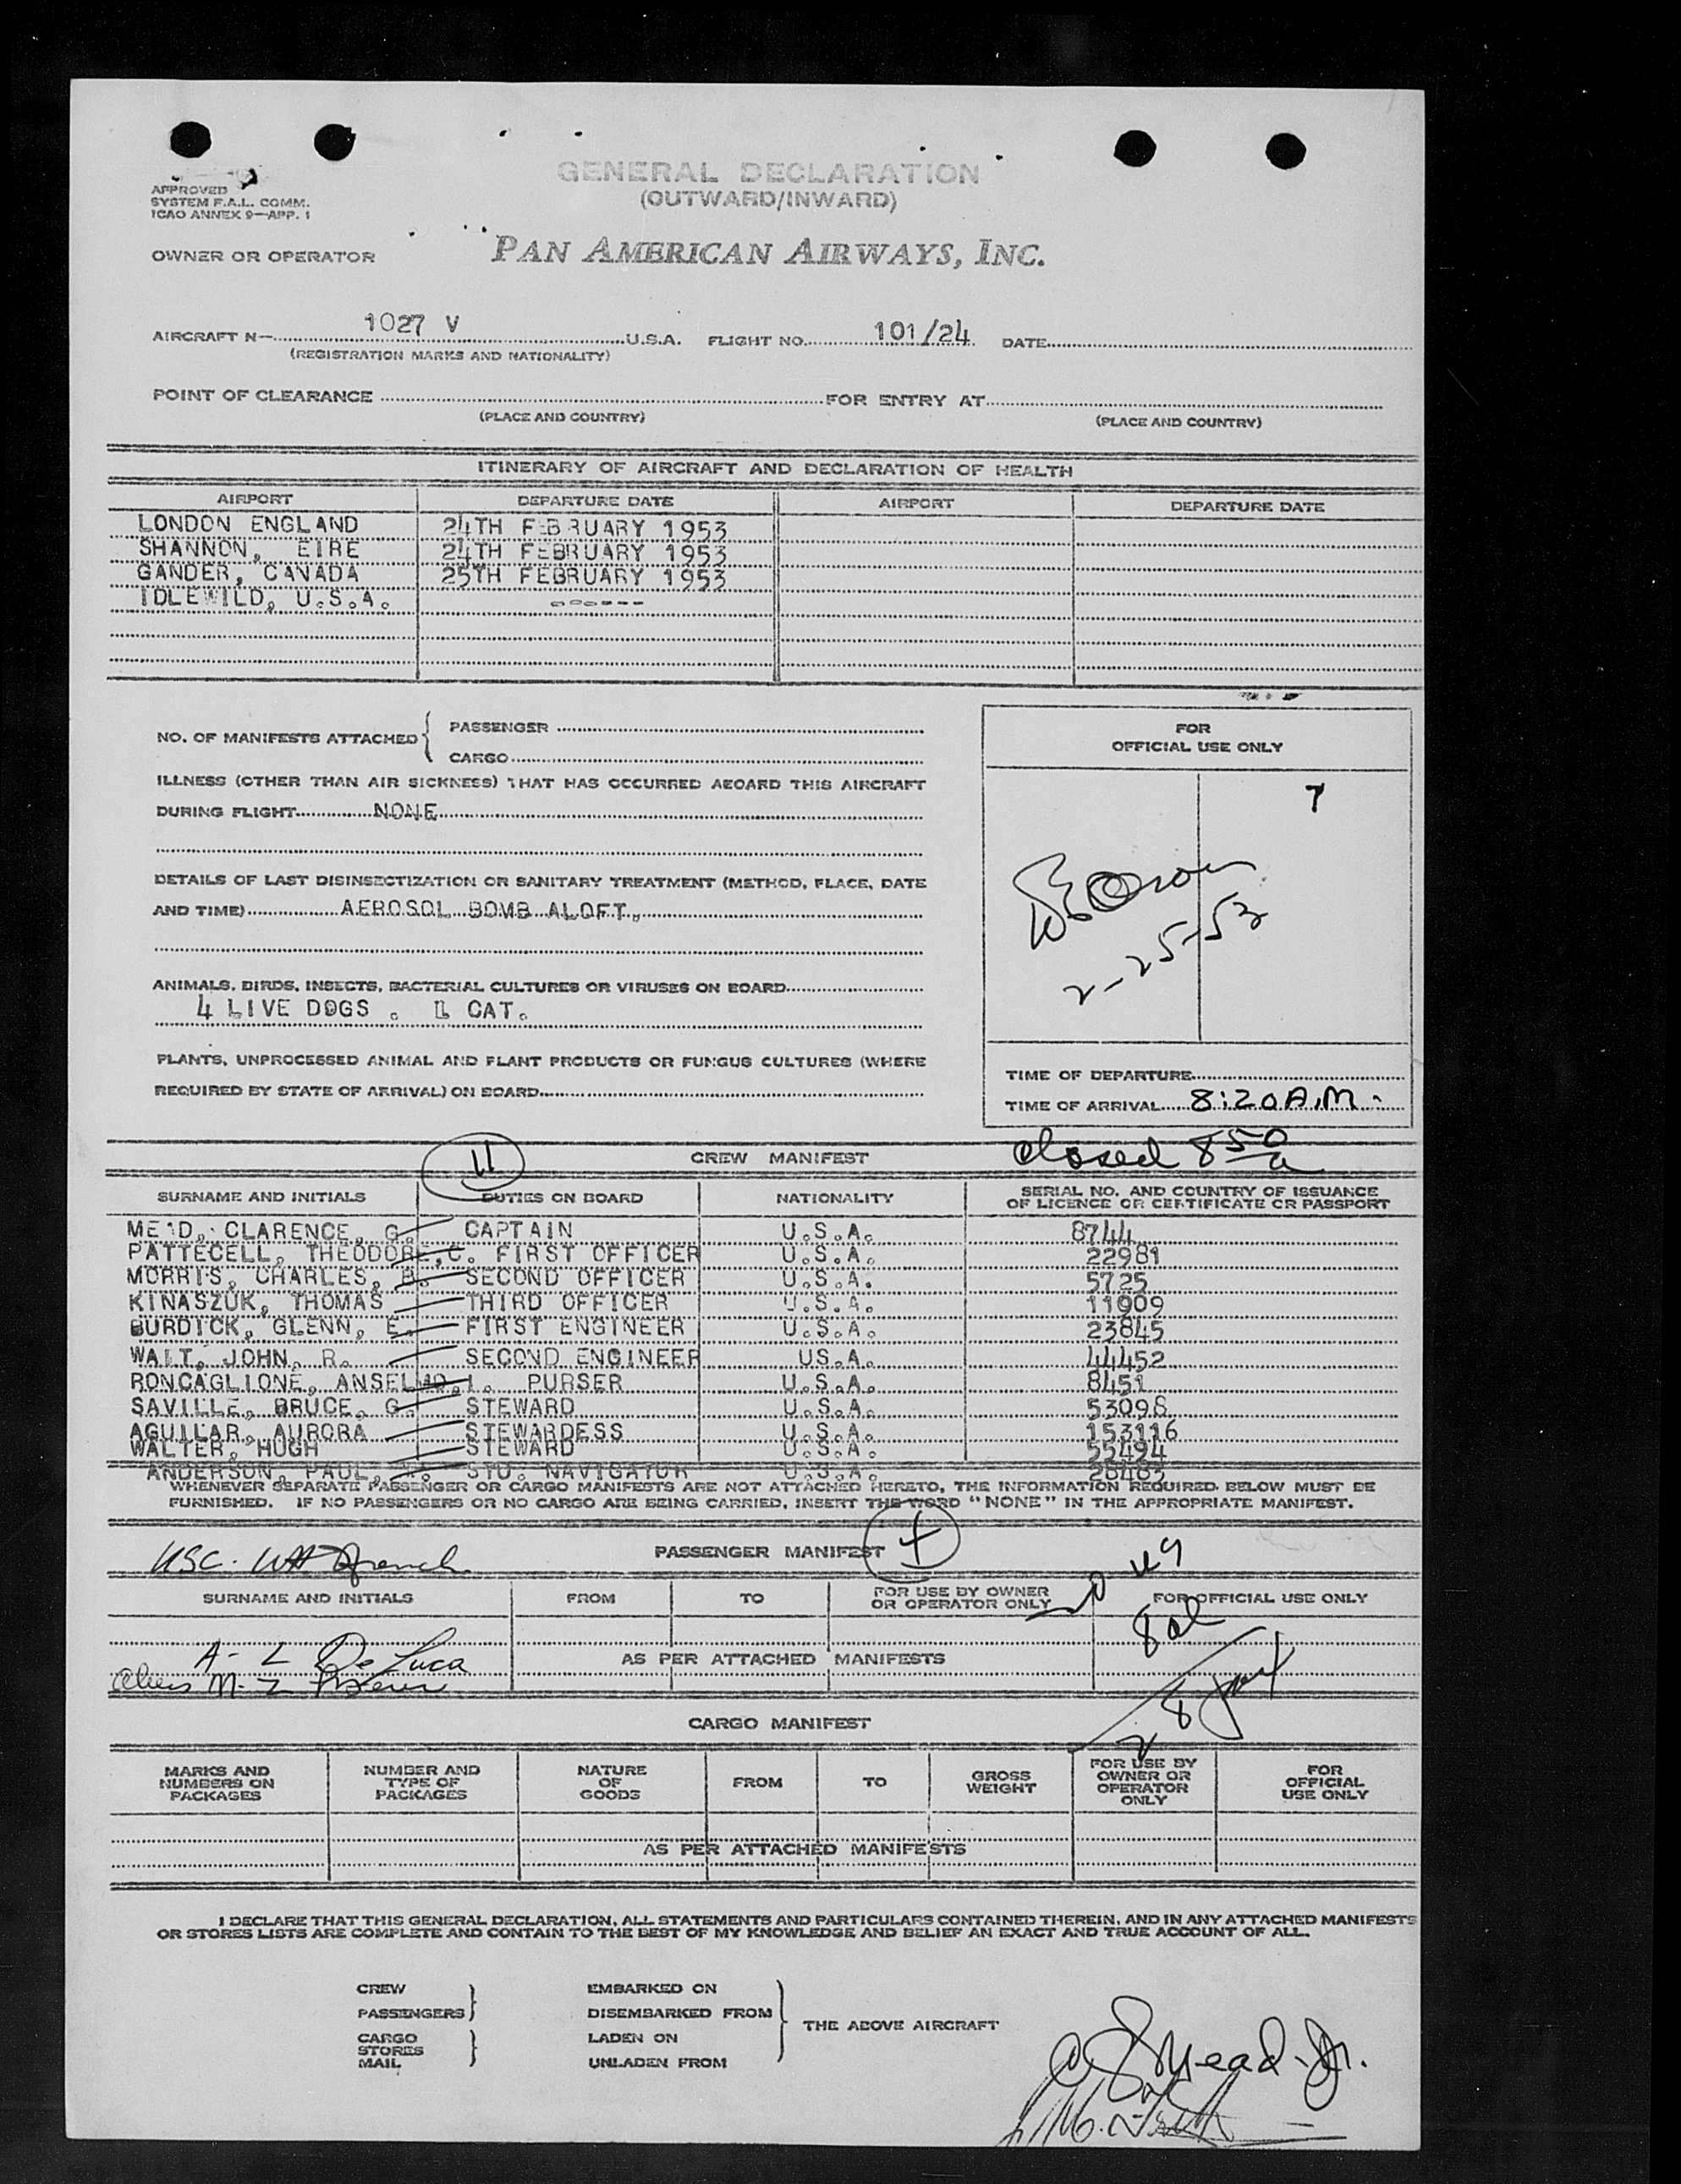 GENERAL DECLARATION
(OUTWARD/INWARD)
APPROVED
SYSTEM F.A.L. COMM.
ICAO ANNEX 9—APP. 1
OWNER OR OPERATOR PAN AMERICAN AIRWAYS, INC.
AIRCRAFT N— 1027 V U.S.A. FLIGHT NO. 101/24 DATE
(REGISTRATION MARKS AND NATIONALITY)
POINT OF CLEARANCE FOR ENTRY AT
(PLACE AND COUNTRY) (PLACE AND COUNTRY)
ITINERARY OF AIRCRAFT AND DECLARATION OF HEALTH
AIRPORT DEPARTURE DATE AIRPORT DEPARTURE DATE
LONDON ENGLAND 24TH FEBRUARY 1953
SHANNON, EIRE 24TH FEBRUARY 1953
GANDER, CANADA 25TH FEBRUARY 1953
IDLEWILD, U.S.A. ------
NO. OF MANIFESTS ATTACHED { PASSENGER
CARGO
ILLNESS (OTHER THAN AIR SICKNESS) THAT HAS OCCURRED ABOARD THIS AIRCRAFT
DURING FLIGHT NONE
DETAILS OF LAST DISINSECTIZATION OR SANITARY TREATMENT (METHOD, PLACE, DATE
AND TIME) AEROSOL BOMB ALOFT.
ANIMALS, BIRDS, INSECTS, BACTERIAL CULTURES OR VIRUSES ON BOARD
4 LIVE DOGS . 1 CAT.
PLANTS, UNPROCESSED ANIMAL AND PLANT PRODUCTS OR FUNGUS CULTURES (WHERE
REQUIRED BY STATE OF ARRIVAL) ON BOARD
FOR
OFFICIAL USE ONLY
7
2-25-53
TIME OF DEPARTURE
TIME OF ARRIVAL 8:20 A.M.
closed 8 50 a
11
CREW MANIFEST
SURNAME AND INITIALS DUTIES ON BOARD NATIONALITY SERIAL NO. AND COUNTRY OF ISSUANCE
OF LICENCE OR CERTIFICATE OR PASSPORT
MEAD, CLARENCE, G. CAPTAIN U.S.A. 8744
PATTECELL, THEODORE, C. FIRST OFFICER U.S.A. 22981
MORRIS, CHARLES, B. SECOND OFFICER U.S.A. 5725
KINASZUK, THOMAS THIRD OFFICER U.S.A. 11909
BURDICK, GLENN, E. FIRST ENGINEER U.S.A. 23845
WALT, JOHN, R. SECOND ENGINEER US.A. 44452
RONCAGLIONE, ANSELMO, I. PURSER U.S.A. 8451
SAVILLE, BRUCE, G. STEWARD U.S.A. 53098
AGUILAR, AURORA STEWARDESS U.S.A. 153116
WALTER, HUGH STEWARD U.S.A. 55494
ANDERSON, PAUL, STU. NAVIGATOR U.S.A.
WHENEVER SEPARATE PASSENGER OR CARGO MANIFESTS ARE NOT ATTACHED HERETO, THE INFORMATION REQUIRED BELOW MUST BE
FURNISHED. IF NO PASSENGERS OR NO CARGO ARE BEING CARRIED, INSERT THE WORD "NONE" IN THE APPROPRIATE MANIFEST.
USC. PASSENGER MANIFEST
SURNAME AND INITIALS FROM TO FOR USE BY OWNER
OR OPERATOR ONLY FOR OFFICIAL USE ONLY
A- L De Luca AS PER ATTACHED MANIFESTS
CARGO MANIFEST
MARKS AND
NUMBERS ON
PACKAGES
NUMBER AND
TYPE OF
PACKAGES
NATURE
OF
GOODS
FROM
TO
GROSS
WEIGHT
FOR USE BY
OWNER OR
OPERATOR
ONLY
FOR
OFFICIAL
USE ONLY
AS PER ATTACHED MANIFESTS
I DECLARE THAT THIS GENERAL DECLARATION, ALL STATEMENTS AND PARTICULARS CONTAINED THEREIN, AND IN ANY ATTACHED MANIFESTS
OR STORES LISTS ARE COMPLETE AND CONTAIN TO THE BEST OF MY KNOWLEDGE AND BELIEF AN EXACT AND TRUE ACCOUNT OF ALL.
CREW EMBARKED ON
PASSENGERS DISEMBARKED FROM
THE ABOVE AIRCRAFT
CARGO LADEN ON
STORES
MAIL UNLADEN FROM
C G Mead Jr.